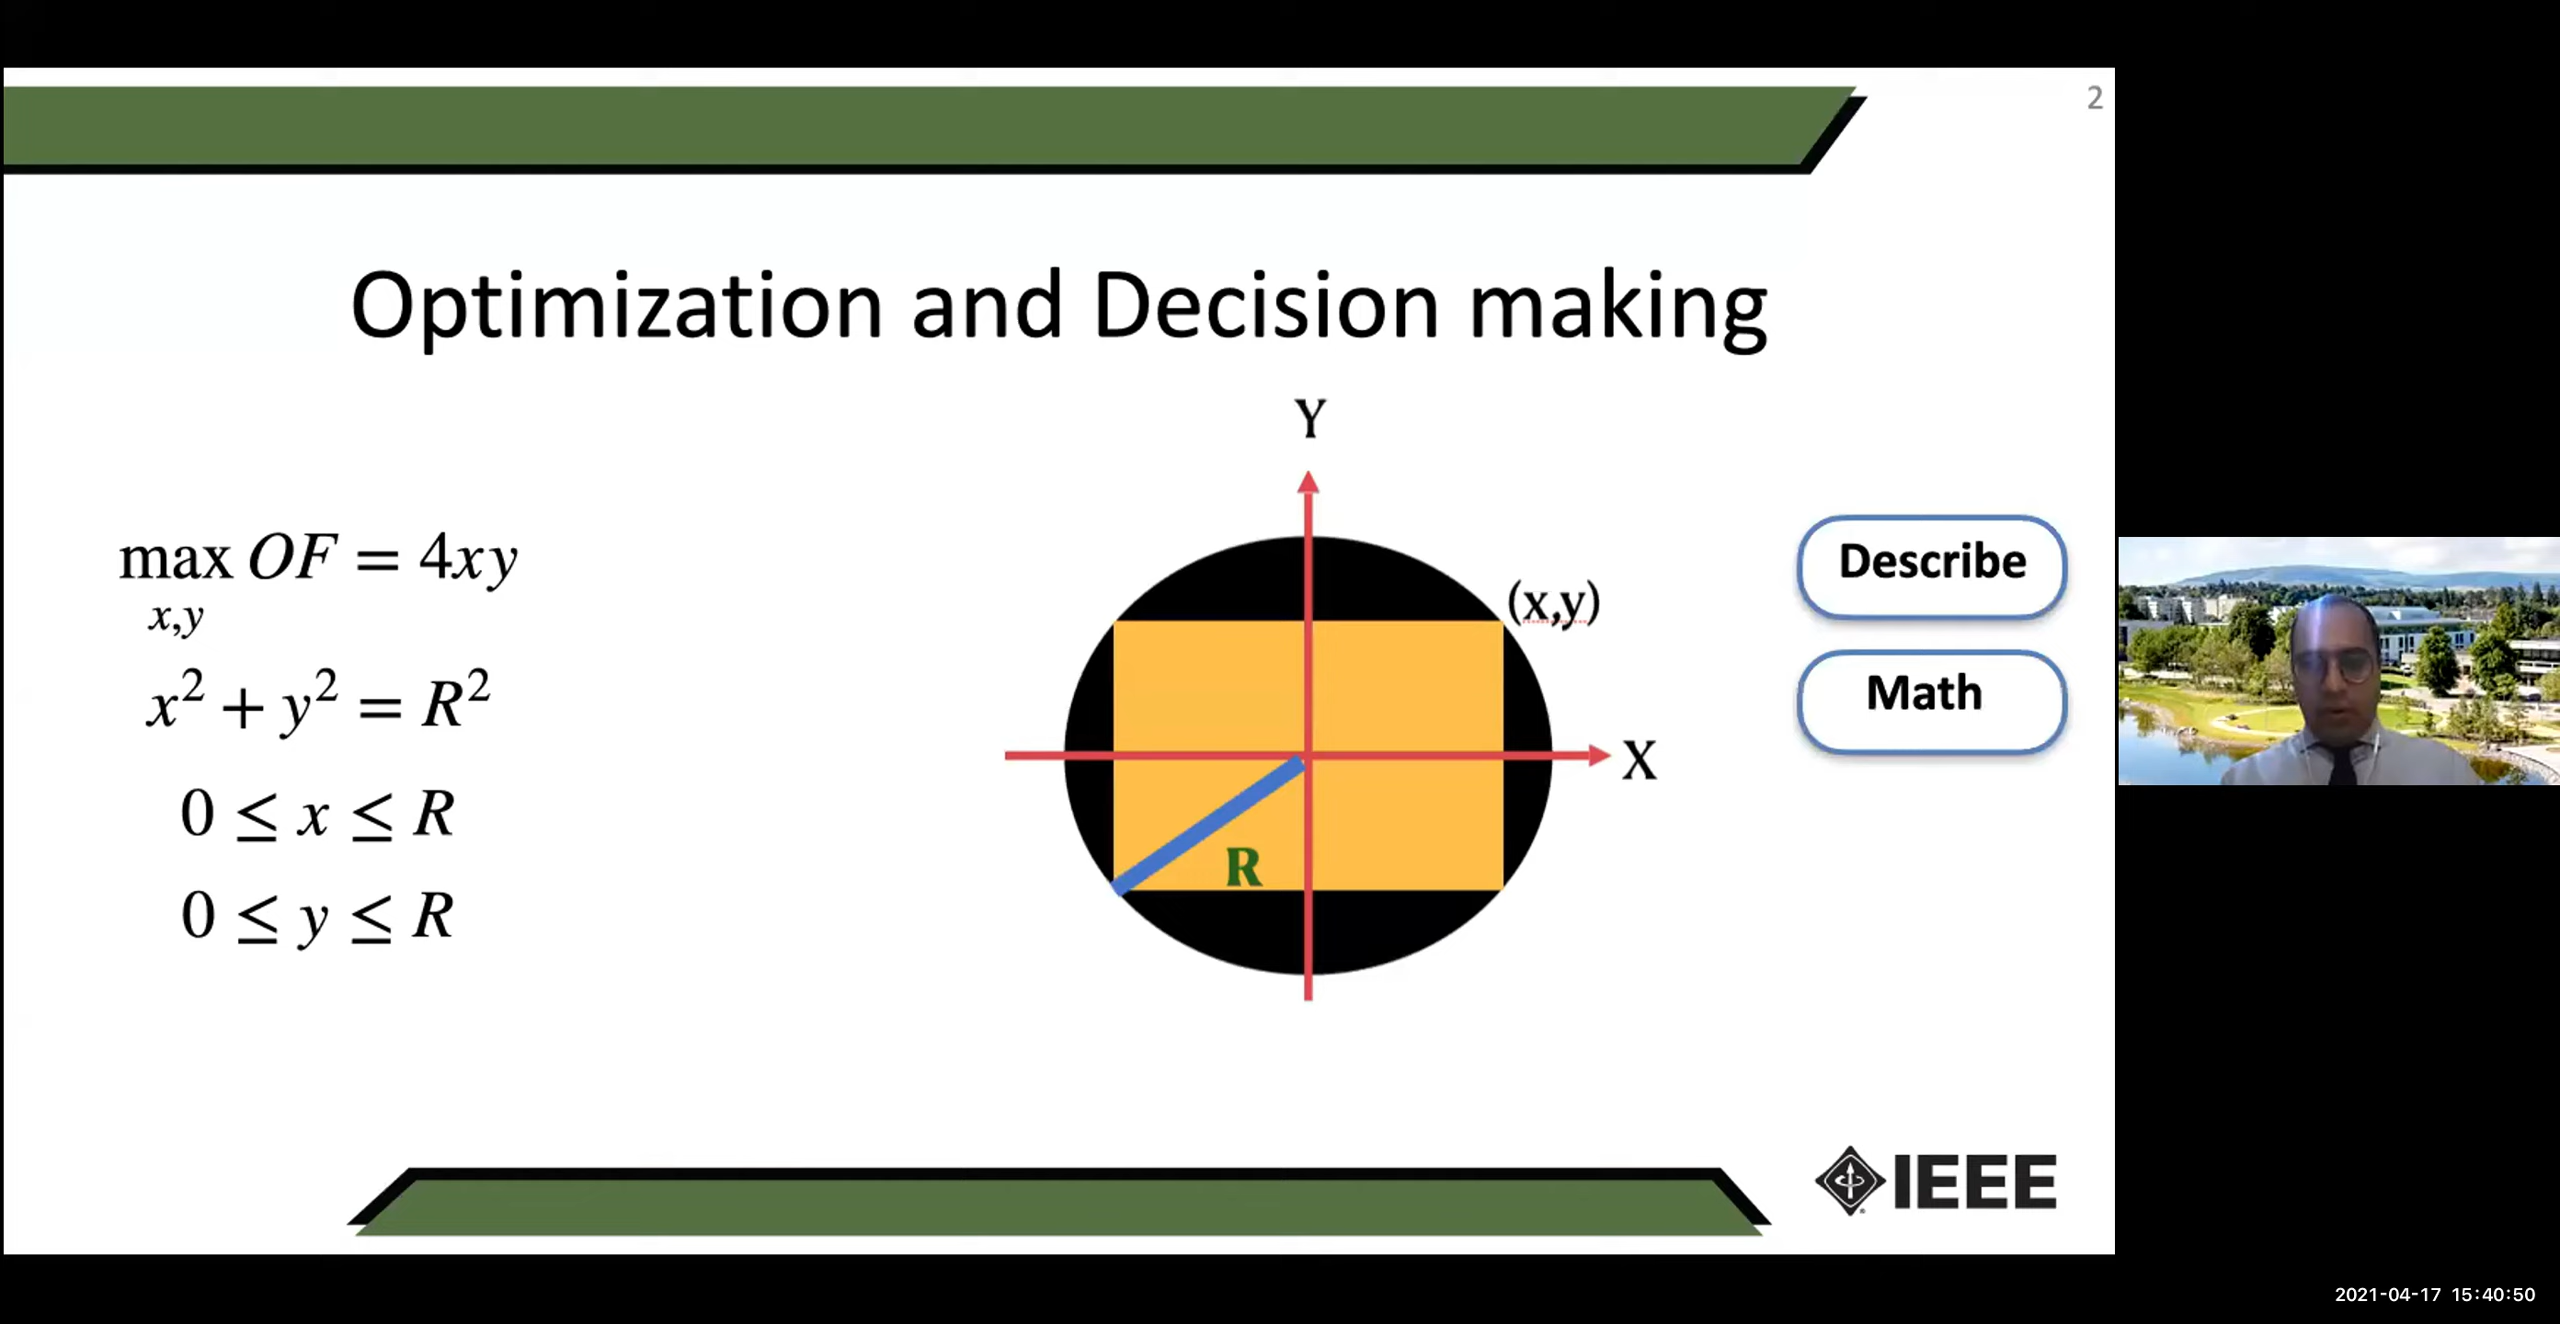 2
Optimization and Decision making
max OF = 4xy
x,y
x² + y² = R²
0 ≤ x ≤ R
0 ≤ y ≤ R
Y
(x,y)
X
R
Describe
Math
IEEE
2021-04-17 15:40:50